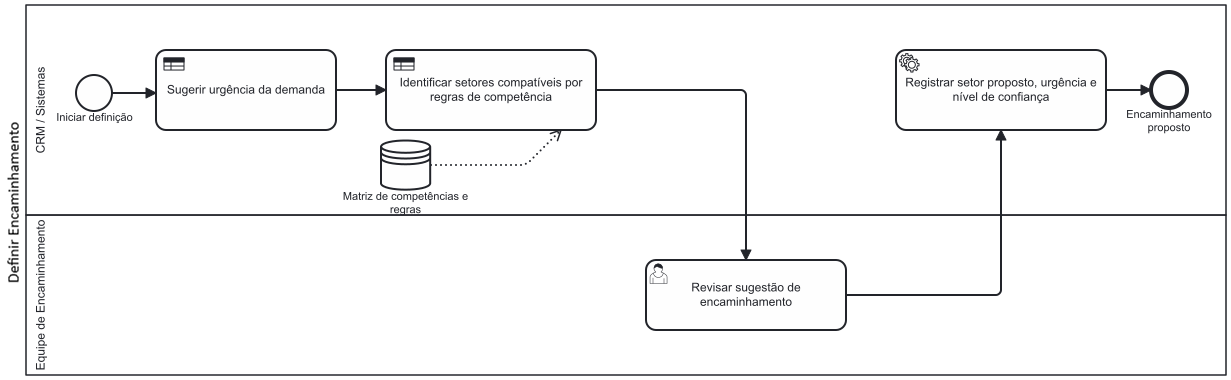 Definir Encaminhamento
CRM / Sistemas
Iniciar definição
Sugerir urgência da demanda
Identificar setores compatíveis por
regras de competência
Matriz de competências e
regras
Registrar setor proposto, urgência e
nível de confiança
Encaminhamento
proposto
Equipe de Encaminhamento
Revisar sugestão de
encaminhamento